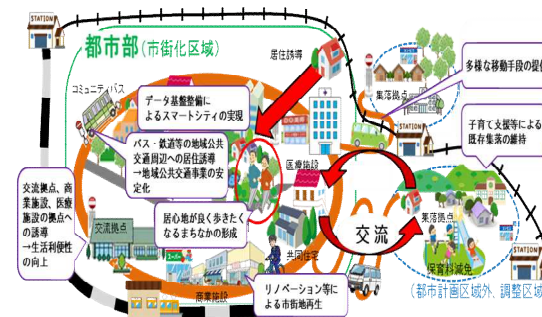 STATION
都市部(市街化区域)
居住誘導
集落拠点
多様な移動手段の提供
コミュニティバス
データ基盤整備に
よるスマートシティの実現
STATION
子育て支援等による
既存集落の維持
バス・鉄道等の地域公共
交通周辺への居住誘導
→地域公共交通事業の安
定化
医療施設
交流拠点、商
業施設、医療
施設の拠点へ
の誘導
→生活利便性
の向上
交流拠点
居心地が良く歩きたく
なるまちなかの形成
交流
集落拠点
保育料減免
スーパー
共同住宅
商業施設
リノベーション等に
よる市街地再生
STATION
(都市計画区域外、調整区域